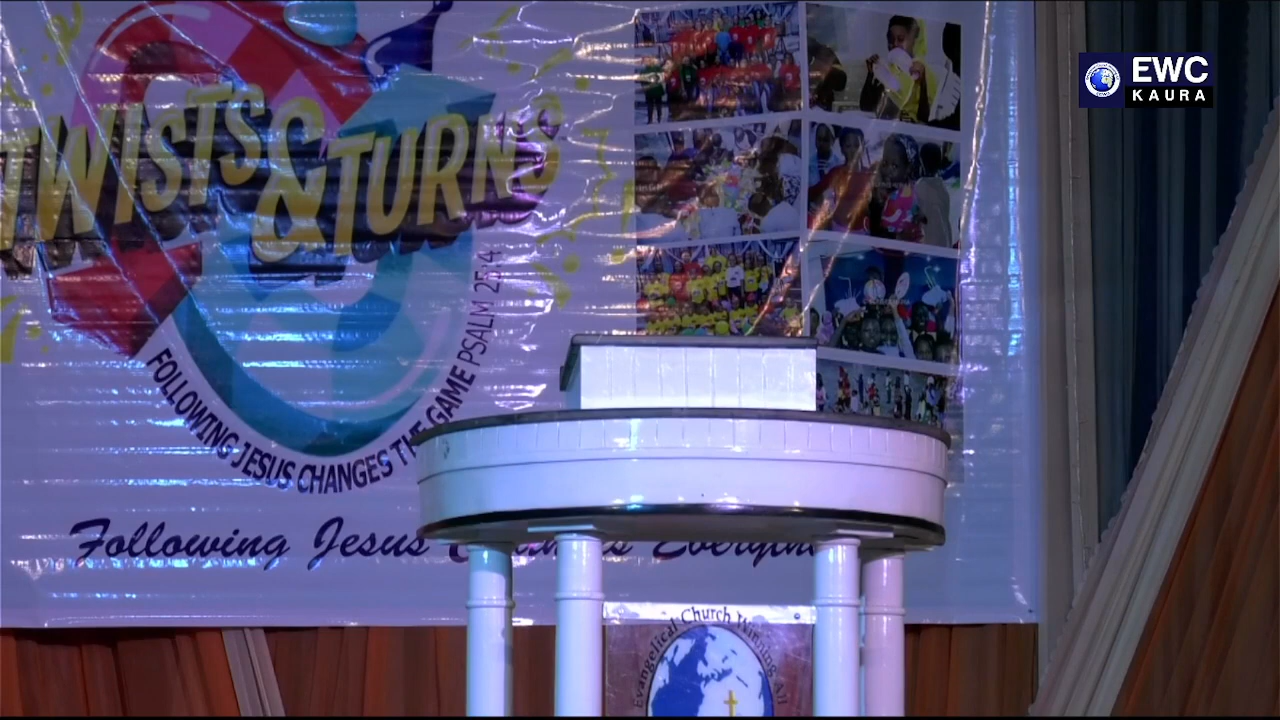 EWC
KAURA
TWISTS & TURNS
FOLLOWING JESUS CHANGES THE GAME PSALM 25:4
Following Jesus
Evangelical Church Winning All